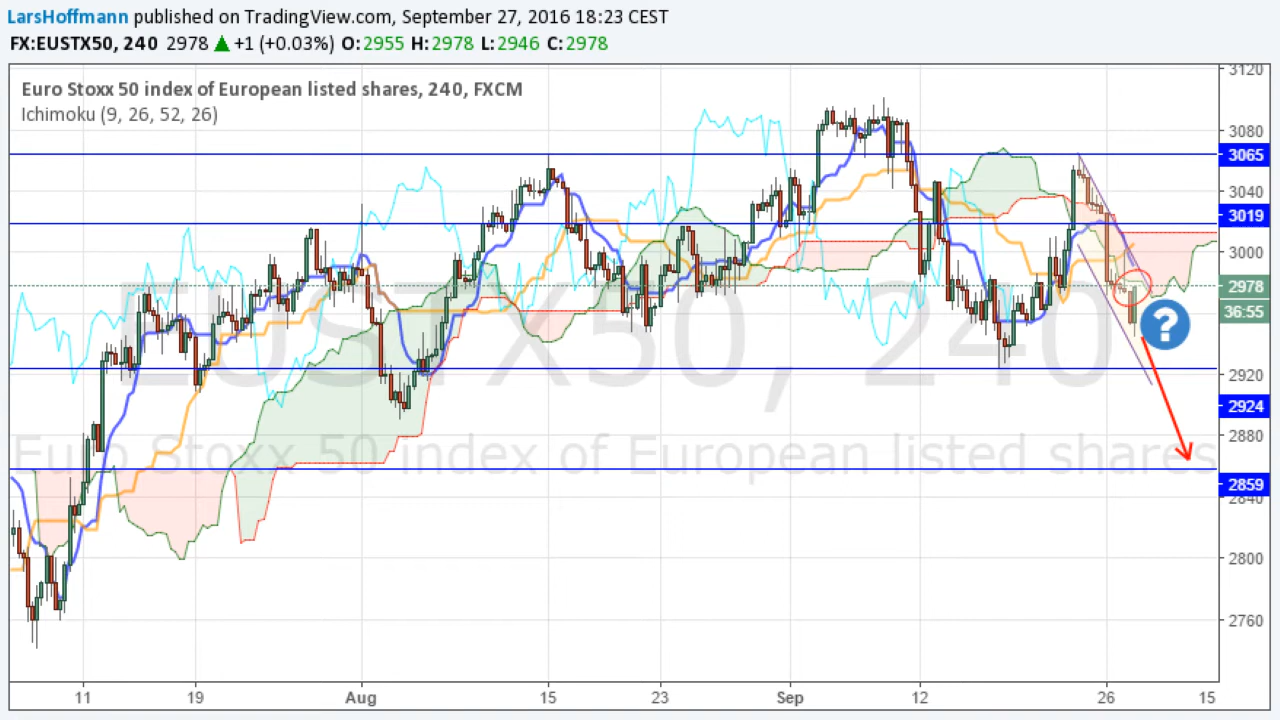 LarsHoffmann published on TradingView.com, September 27, 2016 18:23 CEST
FX:EUSTX50, 240 2978 ▲ +1 (+0.03%) O:2955 H:2978 L:2946 C:2978
Euro Stoxx 50 index of European listed shares, 240, FXCM
Ichimoku (9, 26, 52, 26)
EUSTX50, 240
Euro Stoxx 50 index of European listed shares
?
3120
3080
3065
3040
3019
3000
2978
36:55
2920
2924
2880
2859
2840
2800
2760
11 19 Aug 15 23 Sep 12 26 15